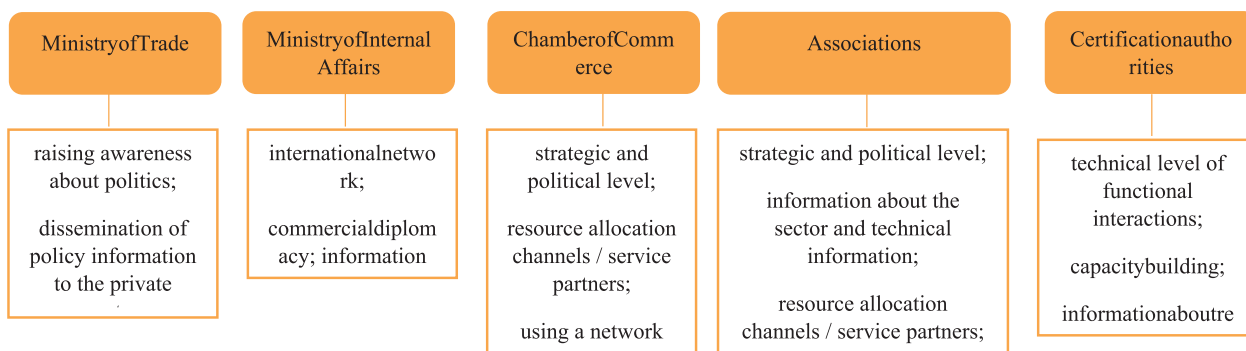 MinistryofTrade
MinistryofInternal
Affairs
ChamberofComm
erce
Associations
Certificationautho
rities
raising awareness
about politics;
dissemination of
policy information
to the private
internationalnetwo
rk;
commercialdiplom
acy; information
strategic and
political level;
resource allocation
channels / service
partners;
using a network
strategic and political level;
information about the
sector and technical
information;
resource allocation
channels / service partners;
technical level of
functional
interactions;
capacitybuilding;
informationaboutre